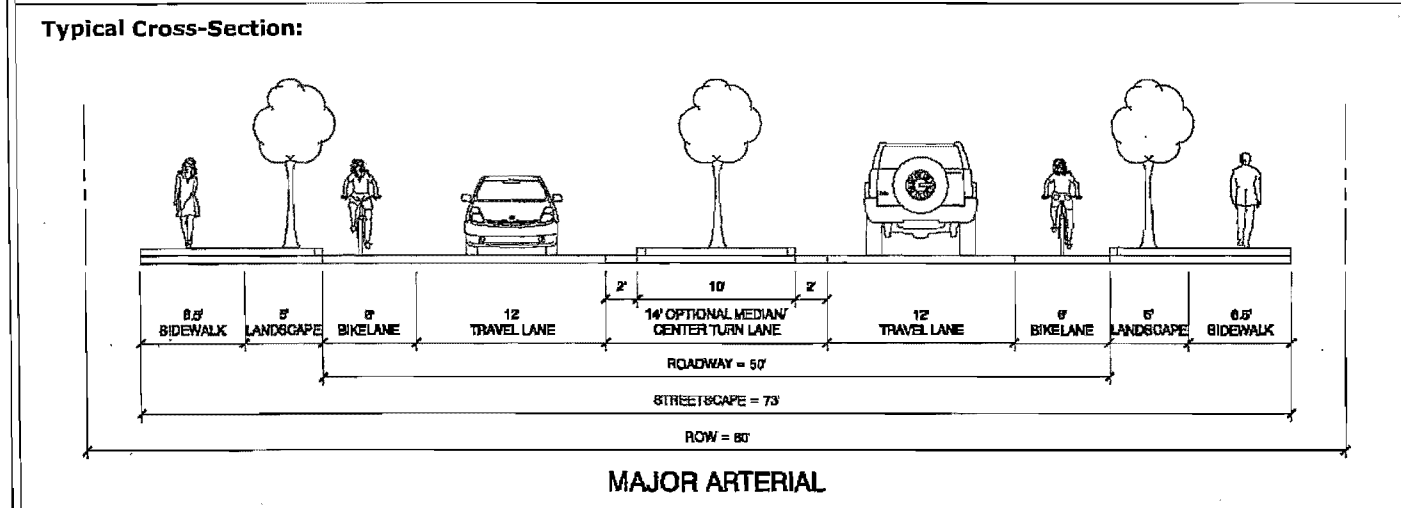 Typical Cross-Section:
2' 10' 2'
6.5' 5' 6' 12' 14' OPTIONAL MEDIAN/ 12' 6' 5' 6.5'
SIDEWALK LANDSCAPE BIKELANE TRAVEL LANE CENTER TURN LANE TRAVEL LANE BIKELANE LANDSCAPE SIDEWALK
ROADWAY = 50'
STREETSCAPE = 73'
ROW = 80'
MAJOR ARTERIAL